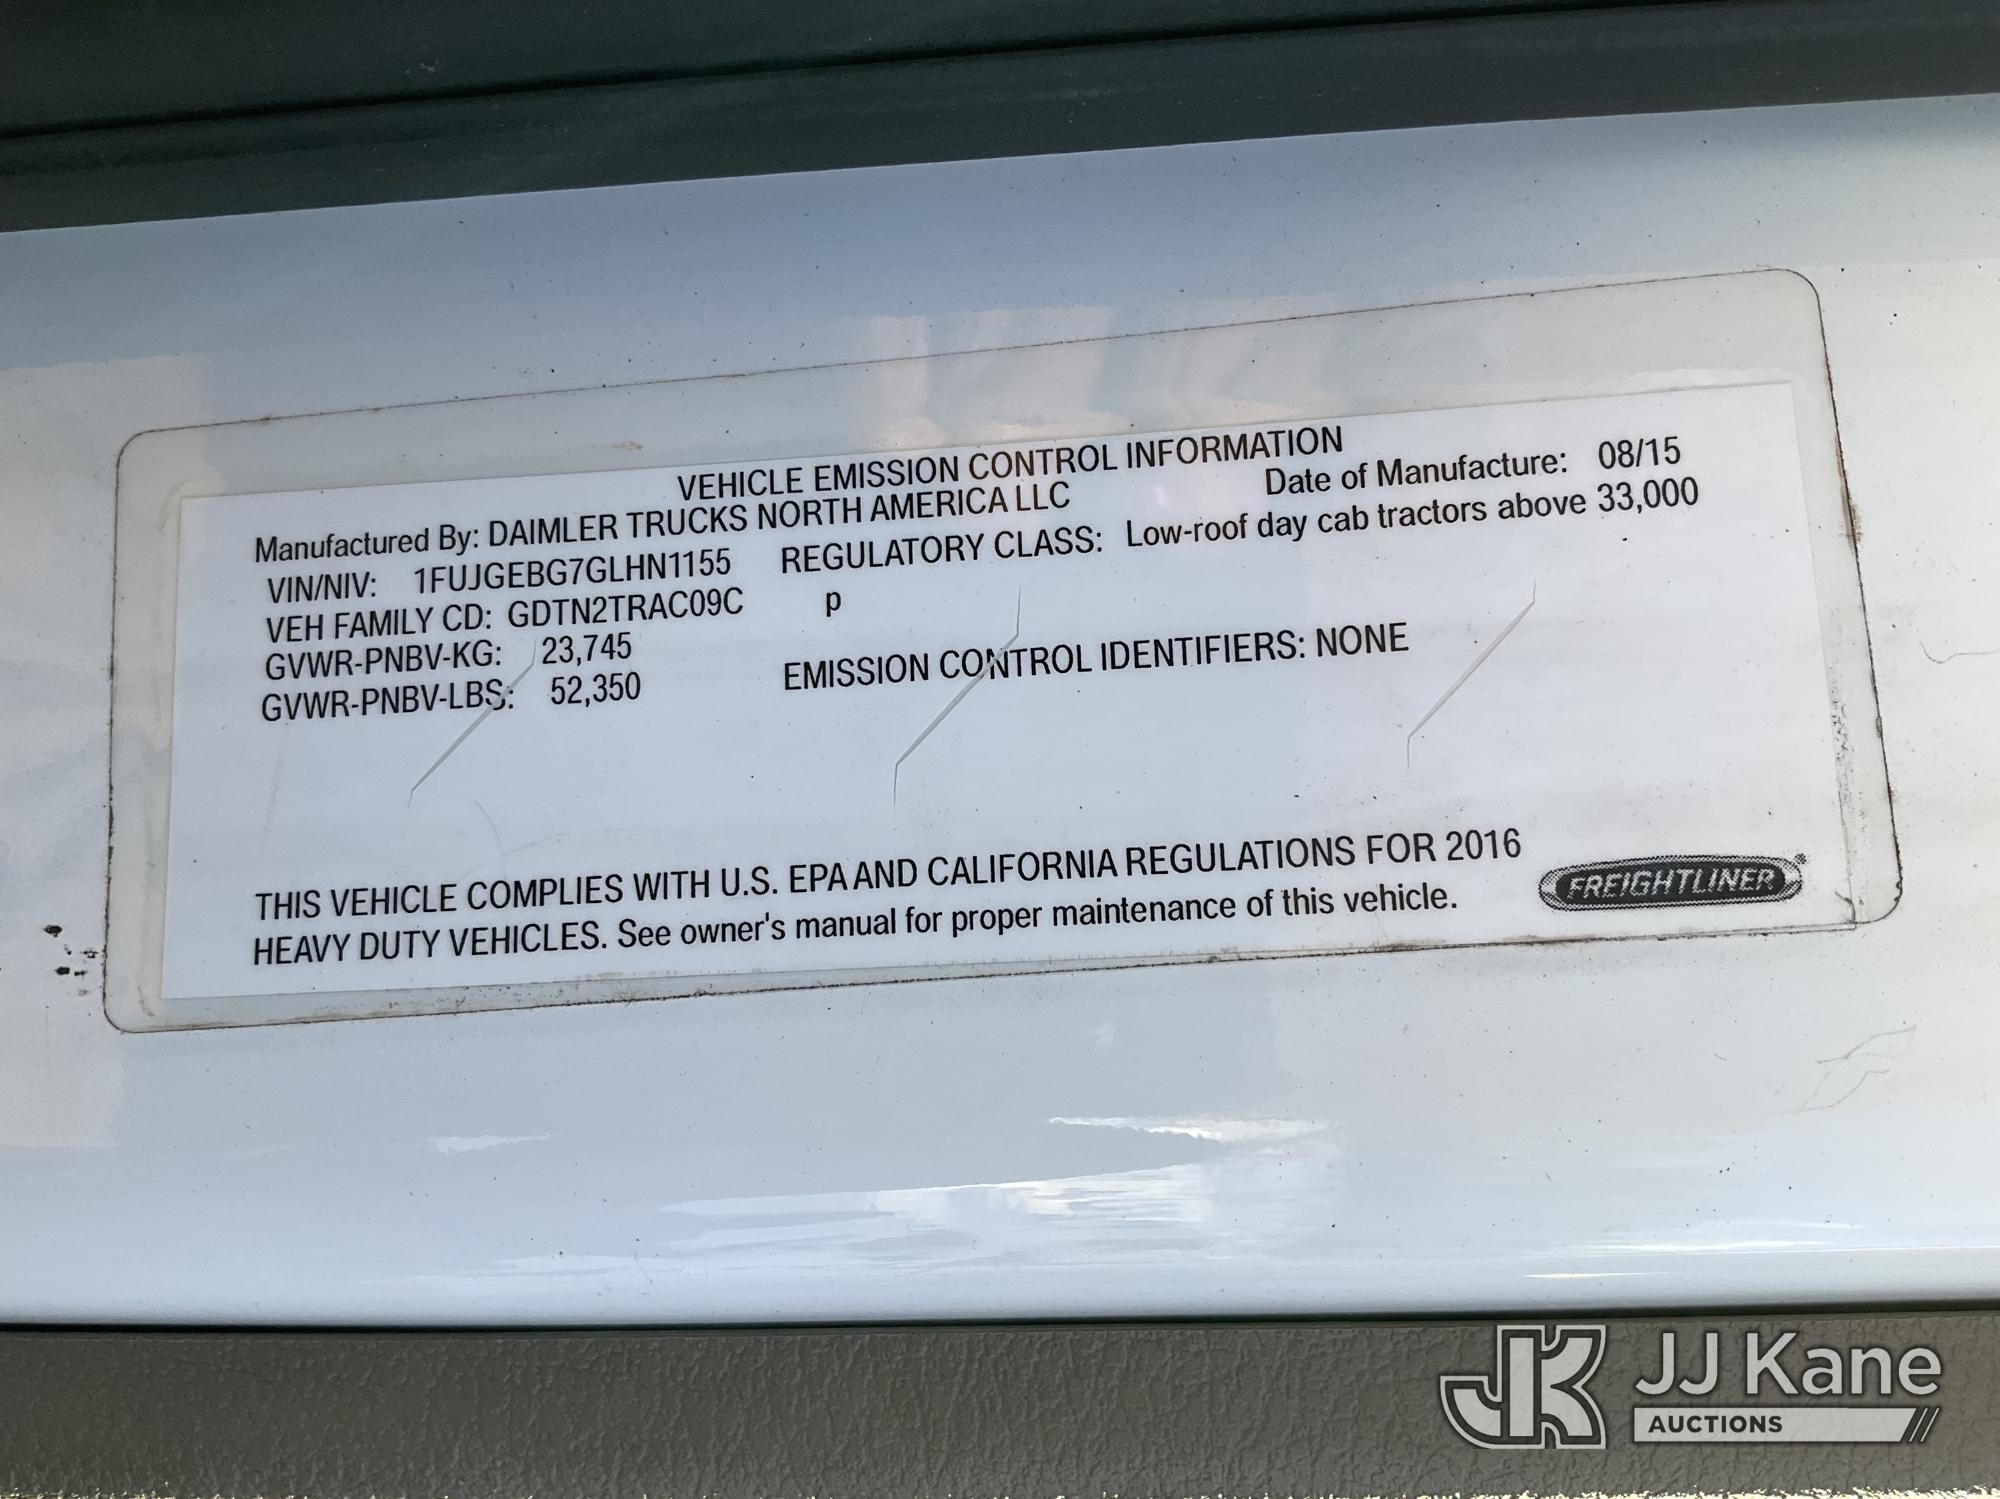 VEHICLE EMISSION CONTROL INFORMATION
Manufactured By: DAIMLER TRUCKS NORTH AMERICA LLC Date of Manufacture: 08/15
VIN/NIV: 1FUJGEBG7GLHN1155 REGULATORY CLASS: Low-roof day cab tractors above 33,000
VEH FAMILY CD: GDTN2TRAC09C p
GVWR-PNBV-KG: 23,745
GVWR-PNBV-LBS: 52,350 EMISSION CONTROL IDENTIFIERS: NONE
THIS VEHICLE COMPLIES WITH U.S. EPA AND CALIFORNIA REGULATIONS FOR 2016
HEAVY DUTY VEHICLES. See owner's manual for proper maintenance of this vehicle.
FREIGHTLINER
JK JJ Kane
AUCTIONS